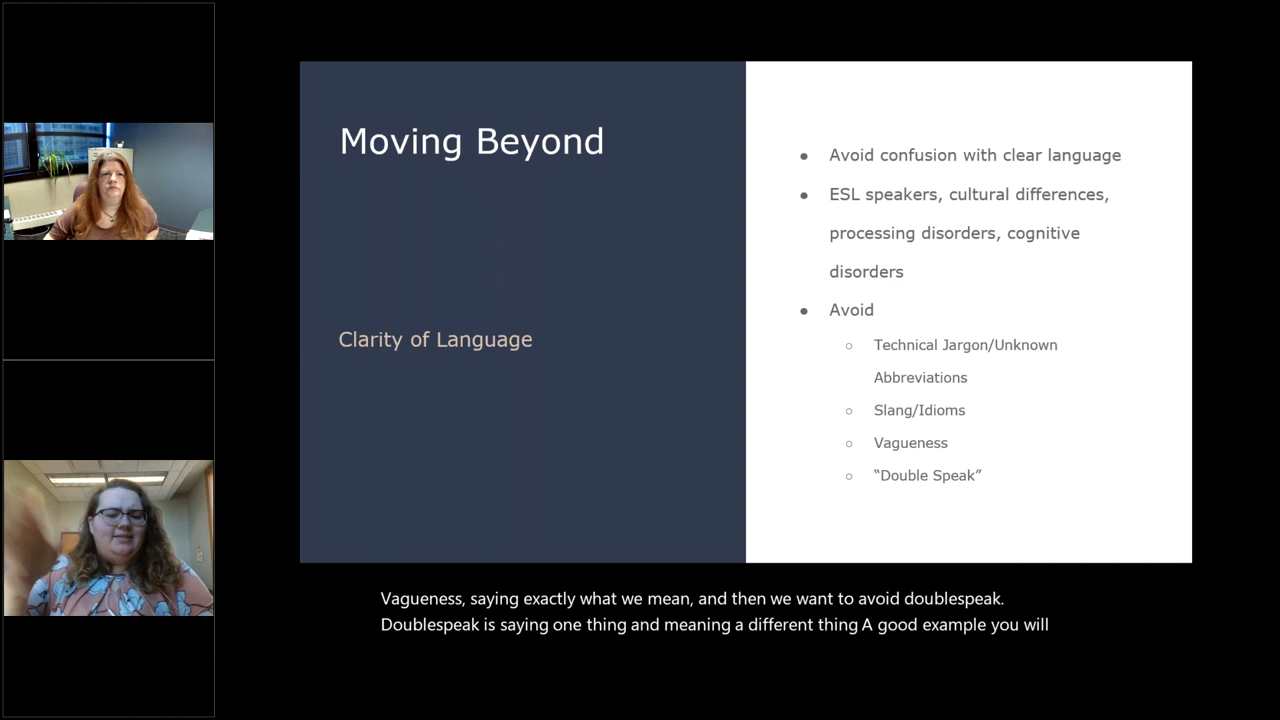 Moving Beyond
Clarity of Language
● Avoid confusion with clear language
● ESL speakers, cultural differences,
processing disorders, cognitive
disorders
● Avoid
○ Technical Jargon/Unknown
Abbreviations
○ Slang/Idioms
○ Vagueness
○ “Double Speak”
Vagueness, saying exactly what we mean, and then we want to avoid doublespeak.
Doublespeak is saying one thing and meaning a different thing A good example you will